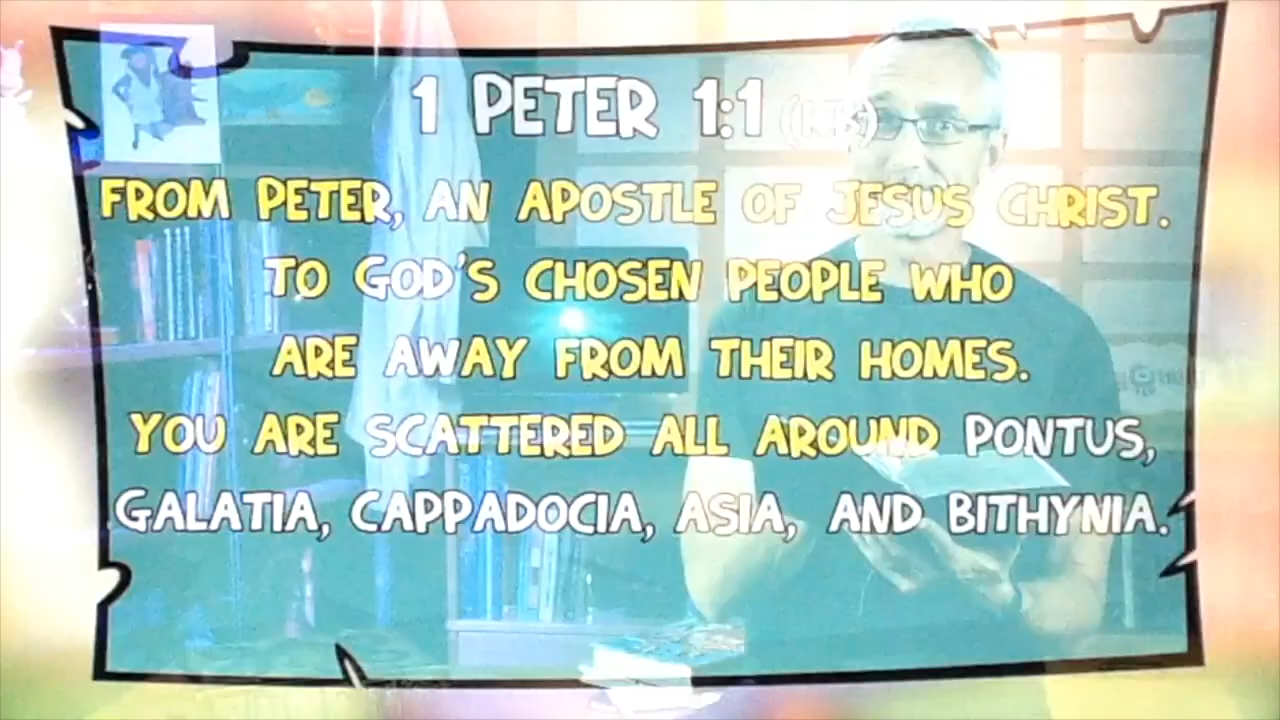 1 PETER 1:1
FROM PETER, AN APOSTLE OF JESUS CHRIST.
TO GOD'S CHOSEN PEOPLE WHO
ARE AWAY FROM THEIR HOMES.
YOU ARE SCATTERED ALL AROUND PONTUS,
GALATIA, CAPPADOCIA, ASIA, AND BITHYNIA.